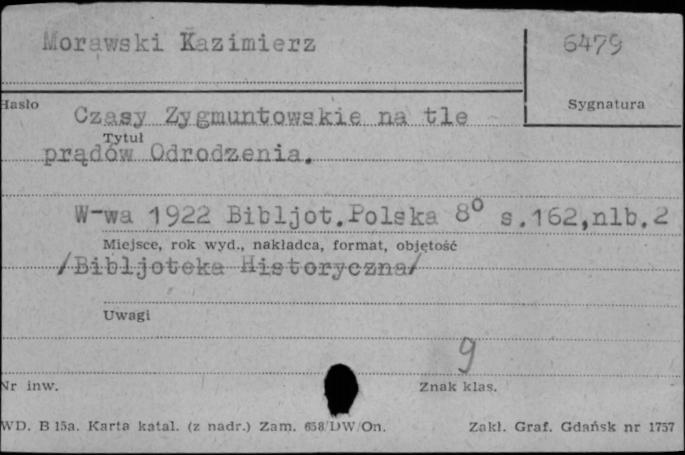 Morawski Kazimierz
6479
Hasło
Sygnatura
Czasy Zygmuntowskie na tle
Tytuł
prądów Odrodzenia.
W-wa 1922 Bibljot.Polska 8° s.162,nlb.2
Miejsce, rok wyd., nakładca, format, objętość
/Bibljoteka Historyczna/
Uwagi
9
Nr inw.
Znak klas.
WD. B 15a. Karta katal. (z nadr.) Zam. 658/DW/On.
Zakł. Graf. Gdańsk nr 1757